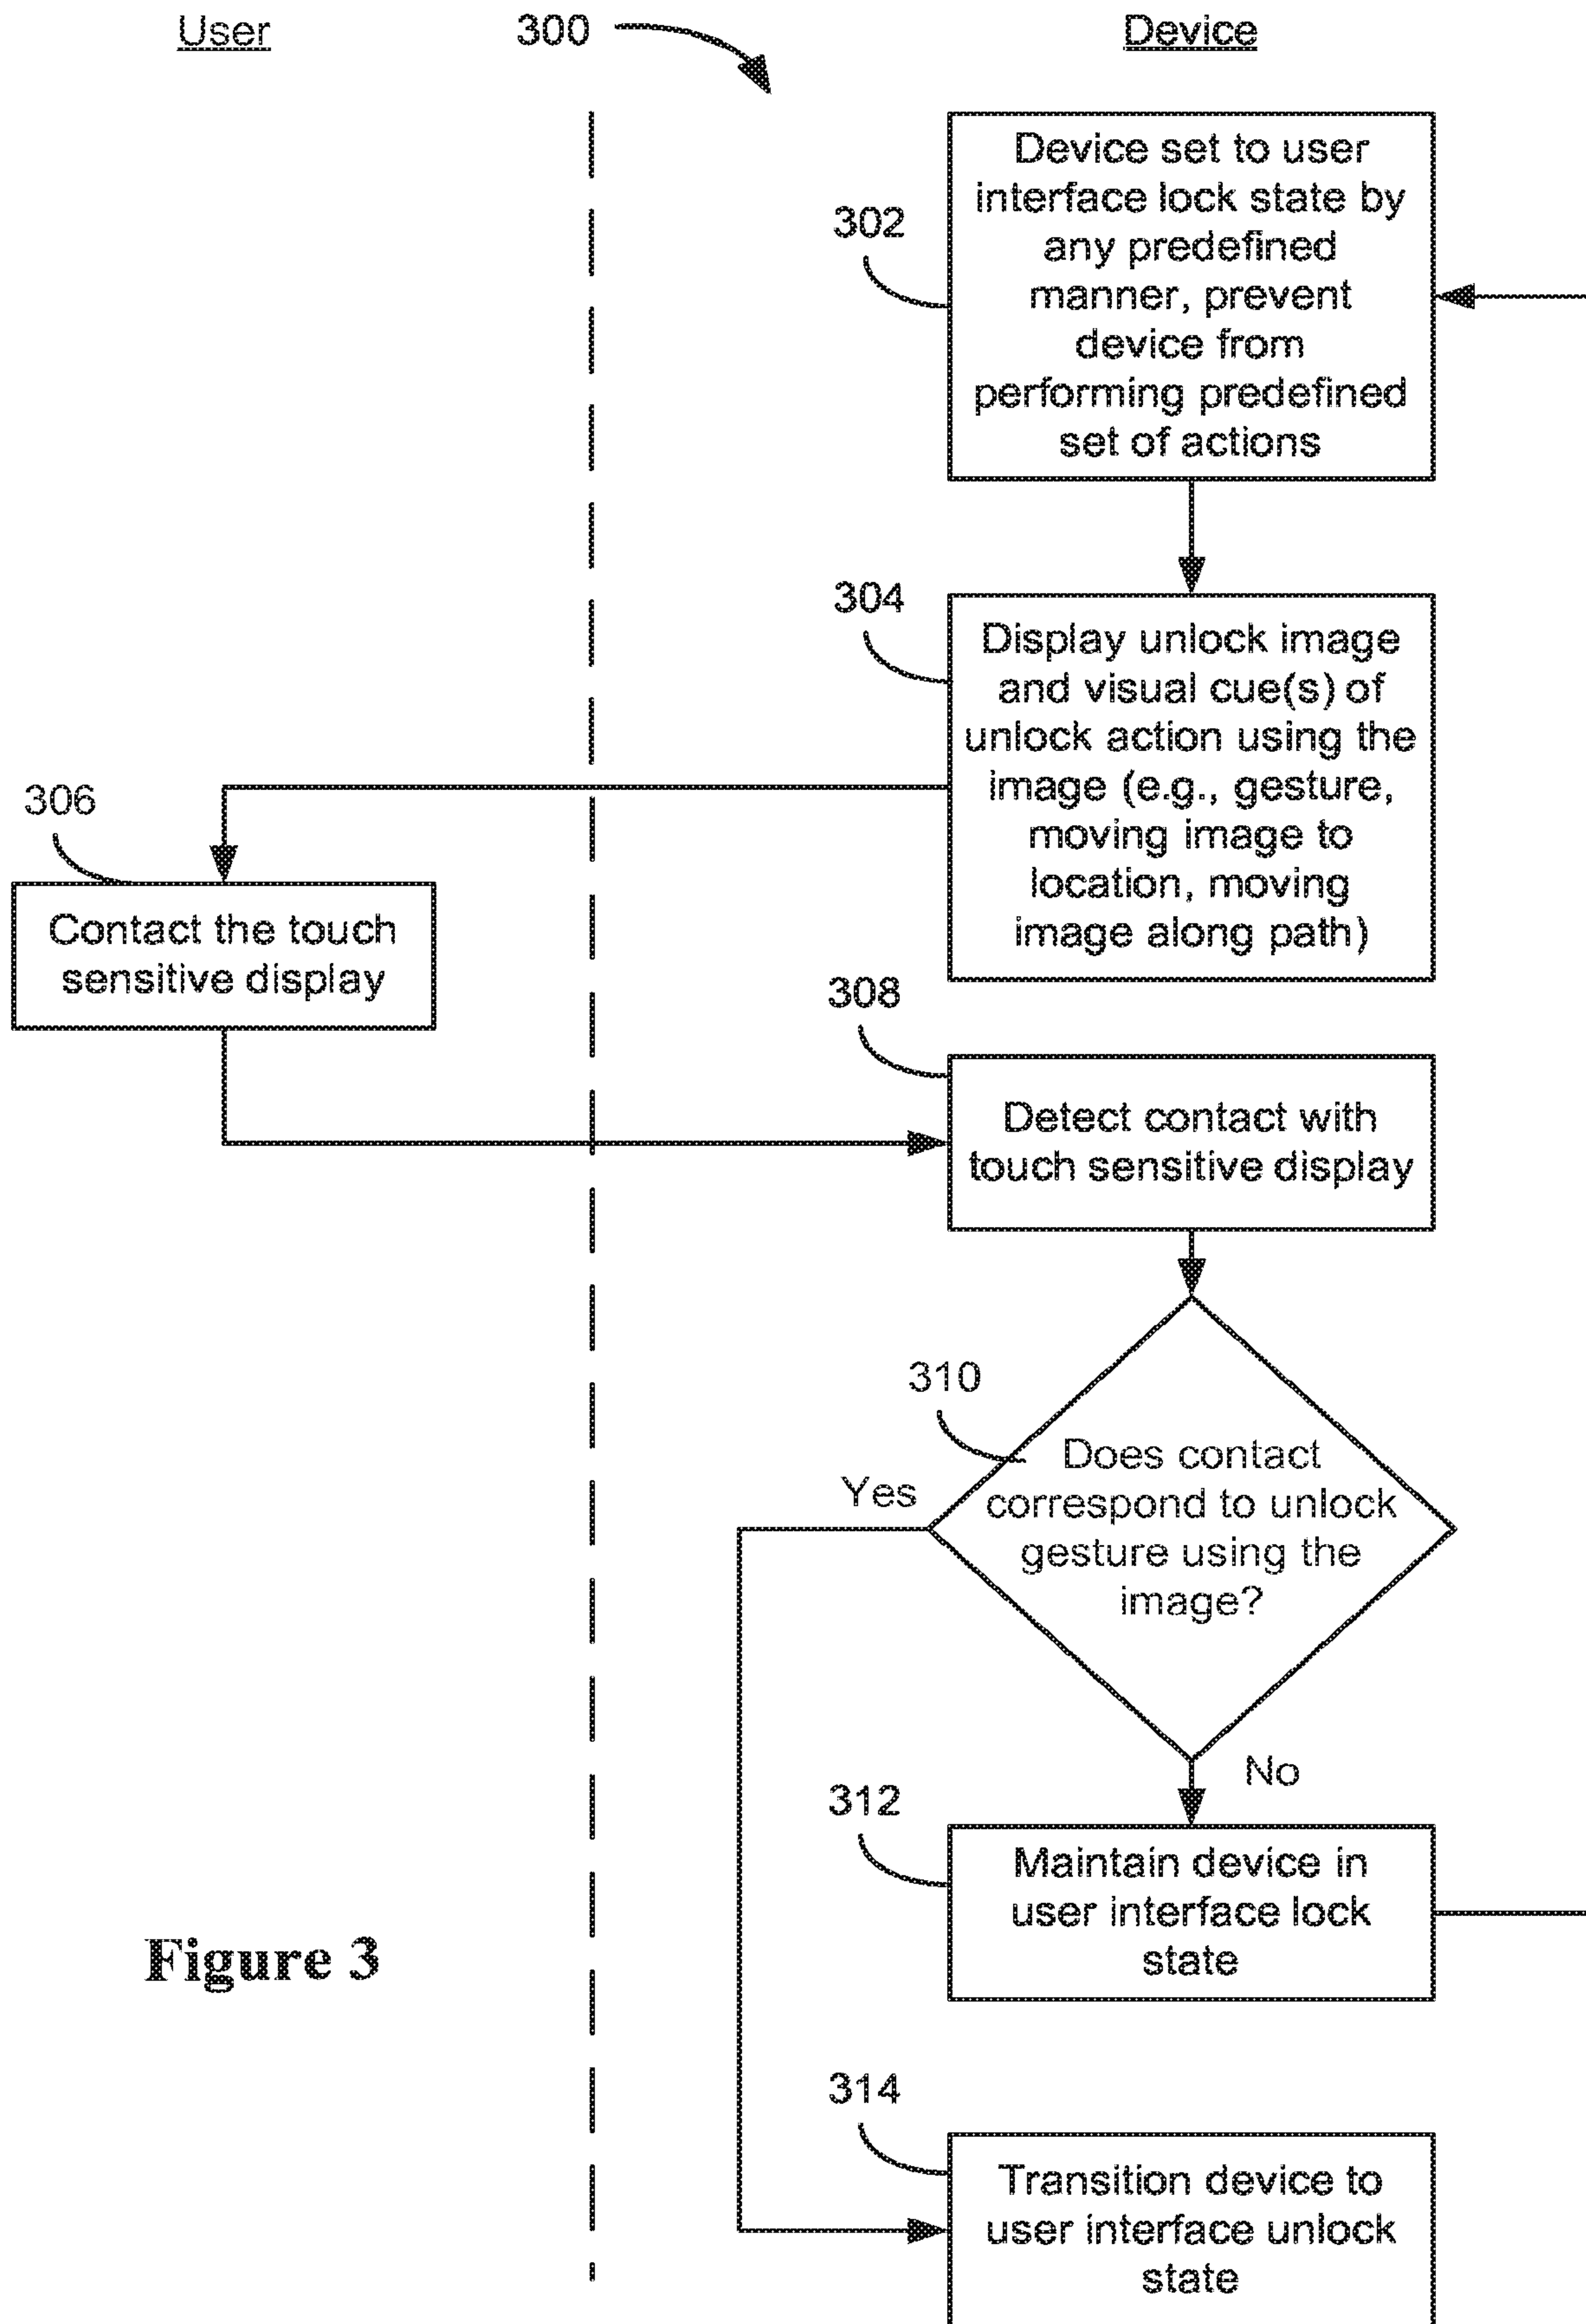 User
300
Device
302
Device set to user
interface lock state by
any predefined
manner, prevent
device from
performing predefined
set of actions
304
Display unlock image
and visual cue(s) of
unlock action using the
image (e.g., gesture,
moving image to
location, moving
image along path)
306
Contact the touch
sensitive display
308
Detect contact with
touch sensitive display
310
Does contact
correspond to unlock
gesture using the
image?
Yes
No
312
Maintain device in
user interface lock
state
Figure 3
314
Transition device to
user interface unlock
state